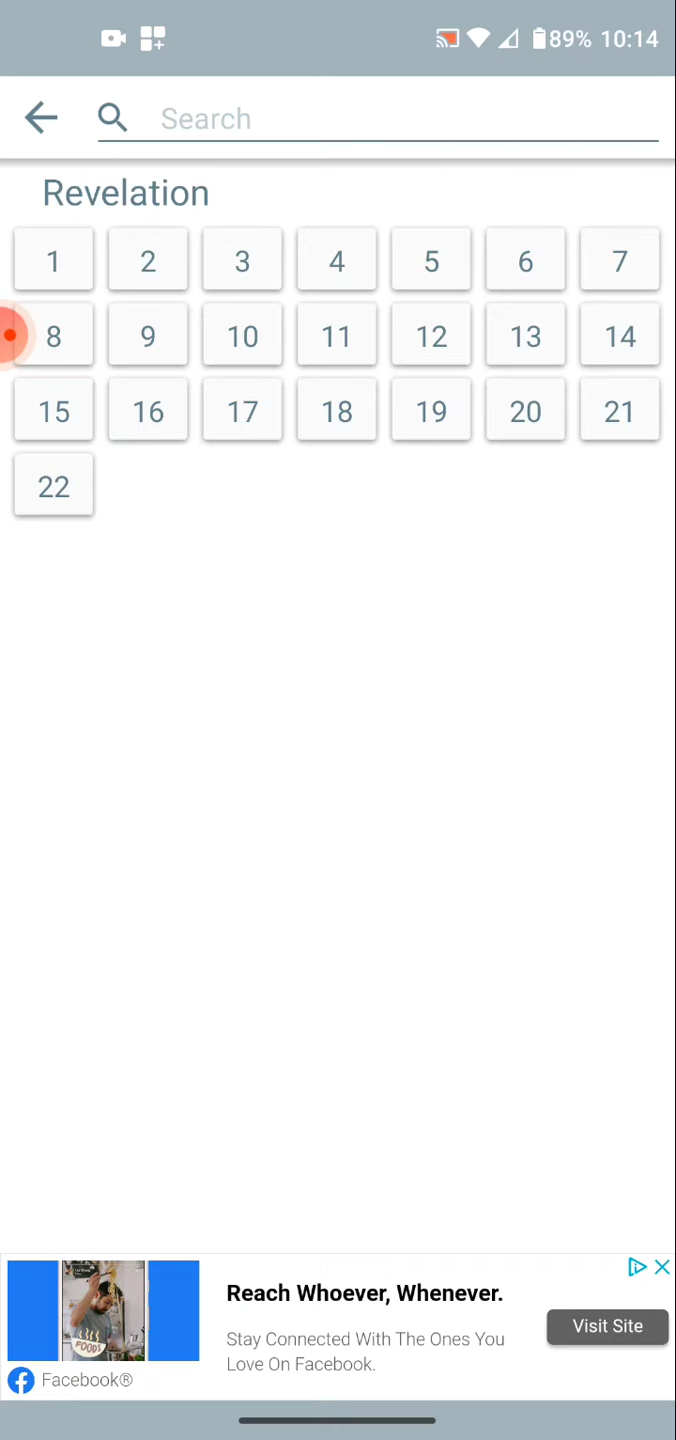 89% 10:14
Search
Revelation
1 2 3 4 5 6 7
8 9 10 11 12 13 14
15 16 17 18 19 20 21
22
Reach Whoever, Whenever.
Stay Connected With The Ones You
Love On Facebook.
Visit Site
FOODS
Facebook®